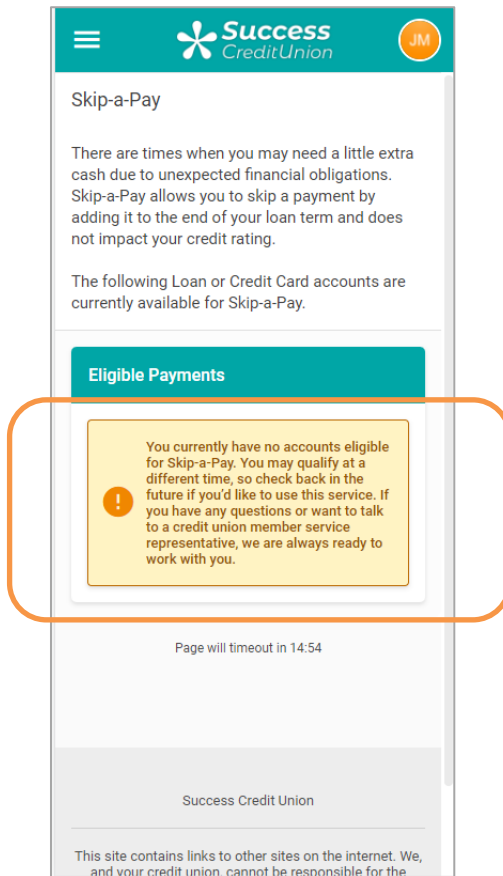 Success
CreditUnion
JM
Skip-a-Pay
There are times when you may need a little extra
cash due to unexpected financial obligations.
Skip-a-Pay allows you to skip a payment by
adding it to the end of your loan term and does
not impact your credit rating.
The following Loan or Credit Card accounts are
currently available for Skip-a-Pay.
Eligible Payments
You currently have no accounts eligible
for Skip-a-Pay. You may qualify at a
different time, so check back in the
future if you'd like to use this service. If
you have any questions or want to talk
to a credit union member service
representative, we are always ready to
work with you.
Page will timeout in 14:54
Success Credit Union
This site contains links to other sites on the internet. We,
and your credit union, cannot be responsible for the